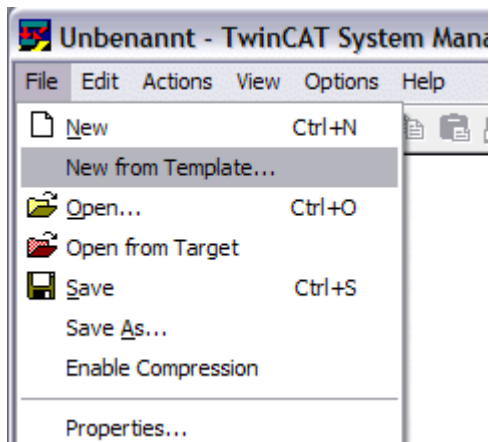 Unbenannt - TwinCAT System
File Edit Actions View Options Help
New Ctrl+N
New from Template...
Open... Ctrl+O
Open from Target
Save Ctrl+S
Save As...
Enable Compression
Properties...